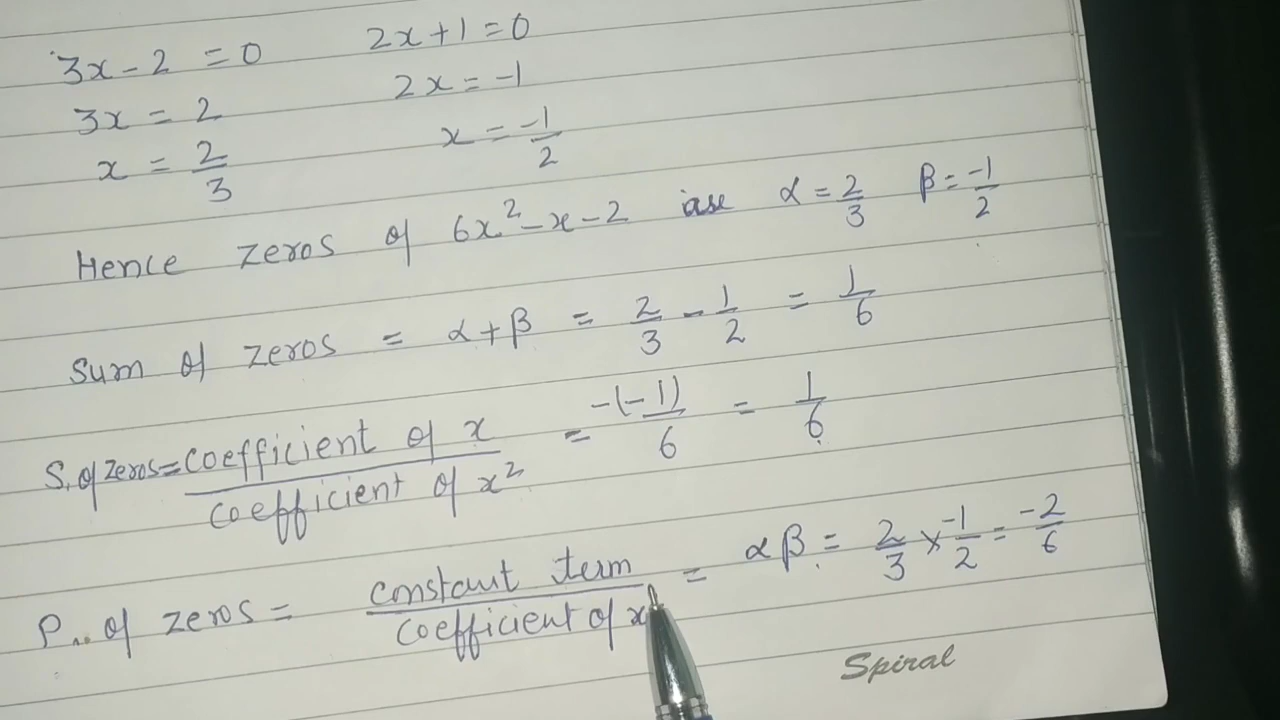 3x - 2 = 0 2x + 1 = 0
3x = 2 2x = -1
x = 2/3 x = -1/2
Hence zeros of 6x² - x - 2 are α = 2/3 β = -1/2
Sum of zeros = α + β = 2/3 - 1/2 = 1/6
S. of zeros = coefficient of x / coefficient of x² = -(-1)/6 = 1/6
P.. of zeros = constant term / coefficient of x = αβ = 2/3 × -1/2 = -2/6
Spiral